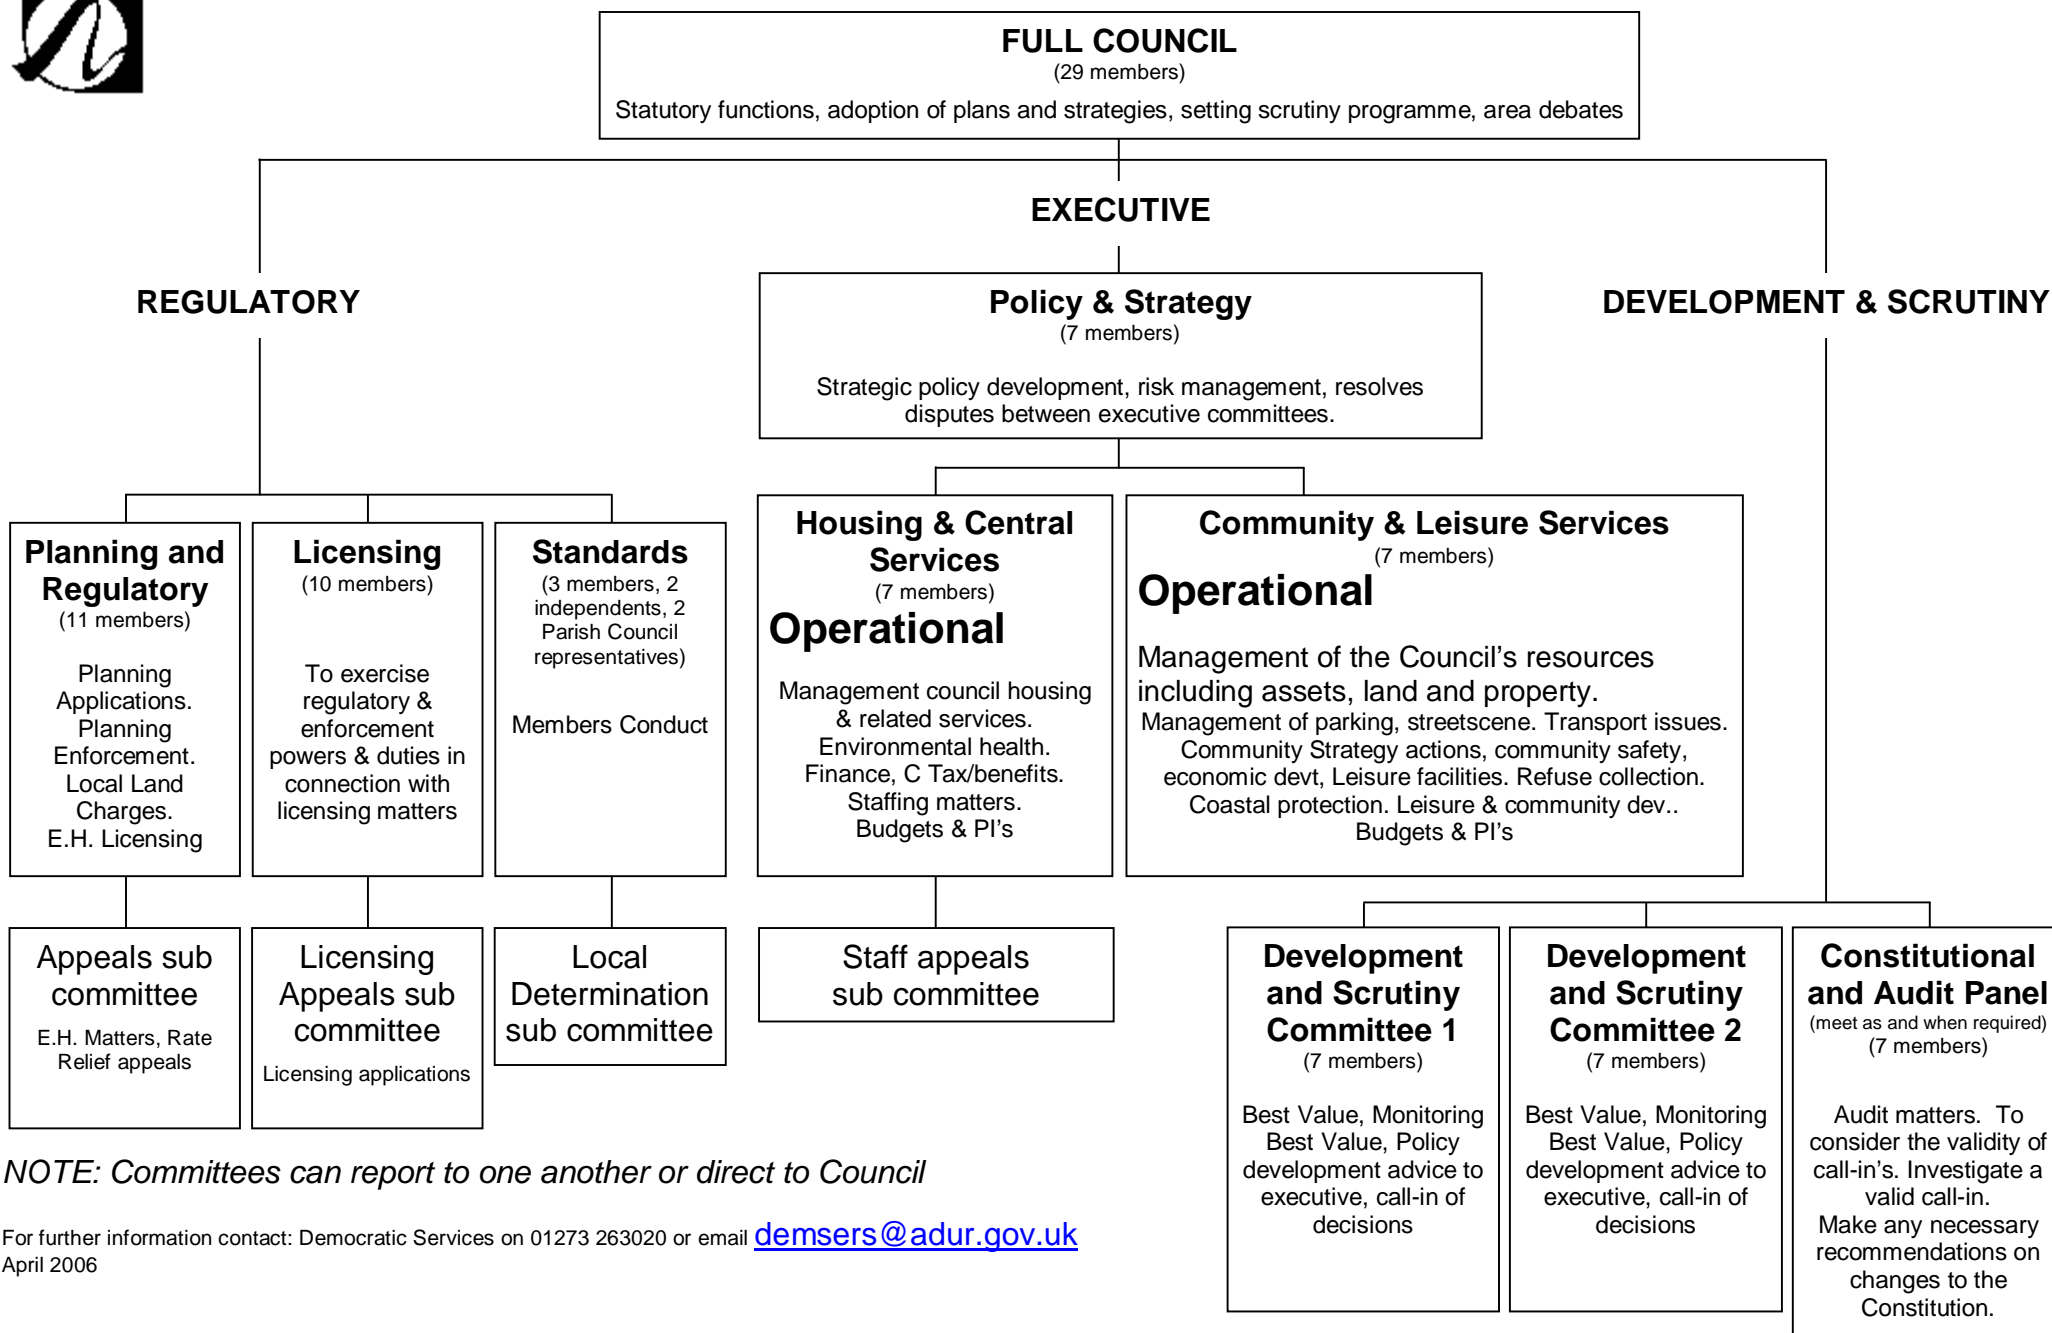 FULL COUNCIL
(29 members)
Statutory functions, adoption of plans and strategies, setting scrutiny programme, area debates
EXECUTIVE
REGULATORY
Policy & Strategy
(7 members)
Strategic policy development, risk management, resolves
disputes between executive committees.
DEVELOPMENT & SCRUTINY
Planning and
Regulatory
(11 members)
Planning
Applications.
Planning
Enforcement.
Local Land
Charges.
E.H. Licensing
Licensing
(10 members)
To exercise
regulatory &
enforcement
powers & duties in
connection with
licensing matters
Standards
(3 members, 2
independents, 2
Parish Council
representatives)
Members Conduct
Housing & Central
Services
(7 members)
Operational
Management council housing
& related services.
Environmental health.
Finance, C Tax/benefits.
Staffing matters.
Budgets & PI's
Community & Leisure Services
(7 members)
Operational
Management of the Council's resources
including assets, land and property.
Management of parking, streetscene. Transport issues.
Community Strategy actions, community safety,
economic devt, Leisure facilities. Refuse collection.
Coastal protection. Leisure & community dev..
Budgets & PI's
Appeals sub
committee
E.H. Matters, Rate
Relief appeals
Licensing
Appeals sub
committee
Licensing applications
Local
Determination
sub committee
Staff appeals
sub committee
Development
and Scrutiny
Committee 1
(7 members)
Best Value, Monitoring
Best Value, Policy
development advice to
executive, call-in of
decisions
Development
and Scrutiny
Committee 2
(7 members)
Best Value, Monitoring
Best Value, Policy
development advice to
executive, call-in of
decisions
Constitutional
and Audit Panel
(meet as and when required)
(7 members)
Audit matters.  To
consider the validity of
call-in's. Investigate a
valid call-in.
Make any necessary
recommendations on
changes to the
Constitution.
NOTE: Committees can report to one another or direct to Council
For further information contact: Democratic Services on 01273 263020 or email demsers@adur.gov.uk
April 2006